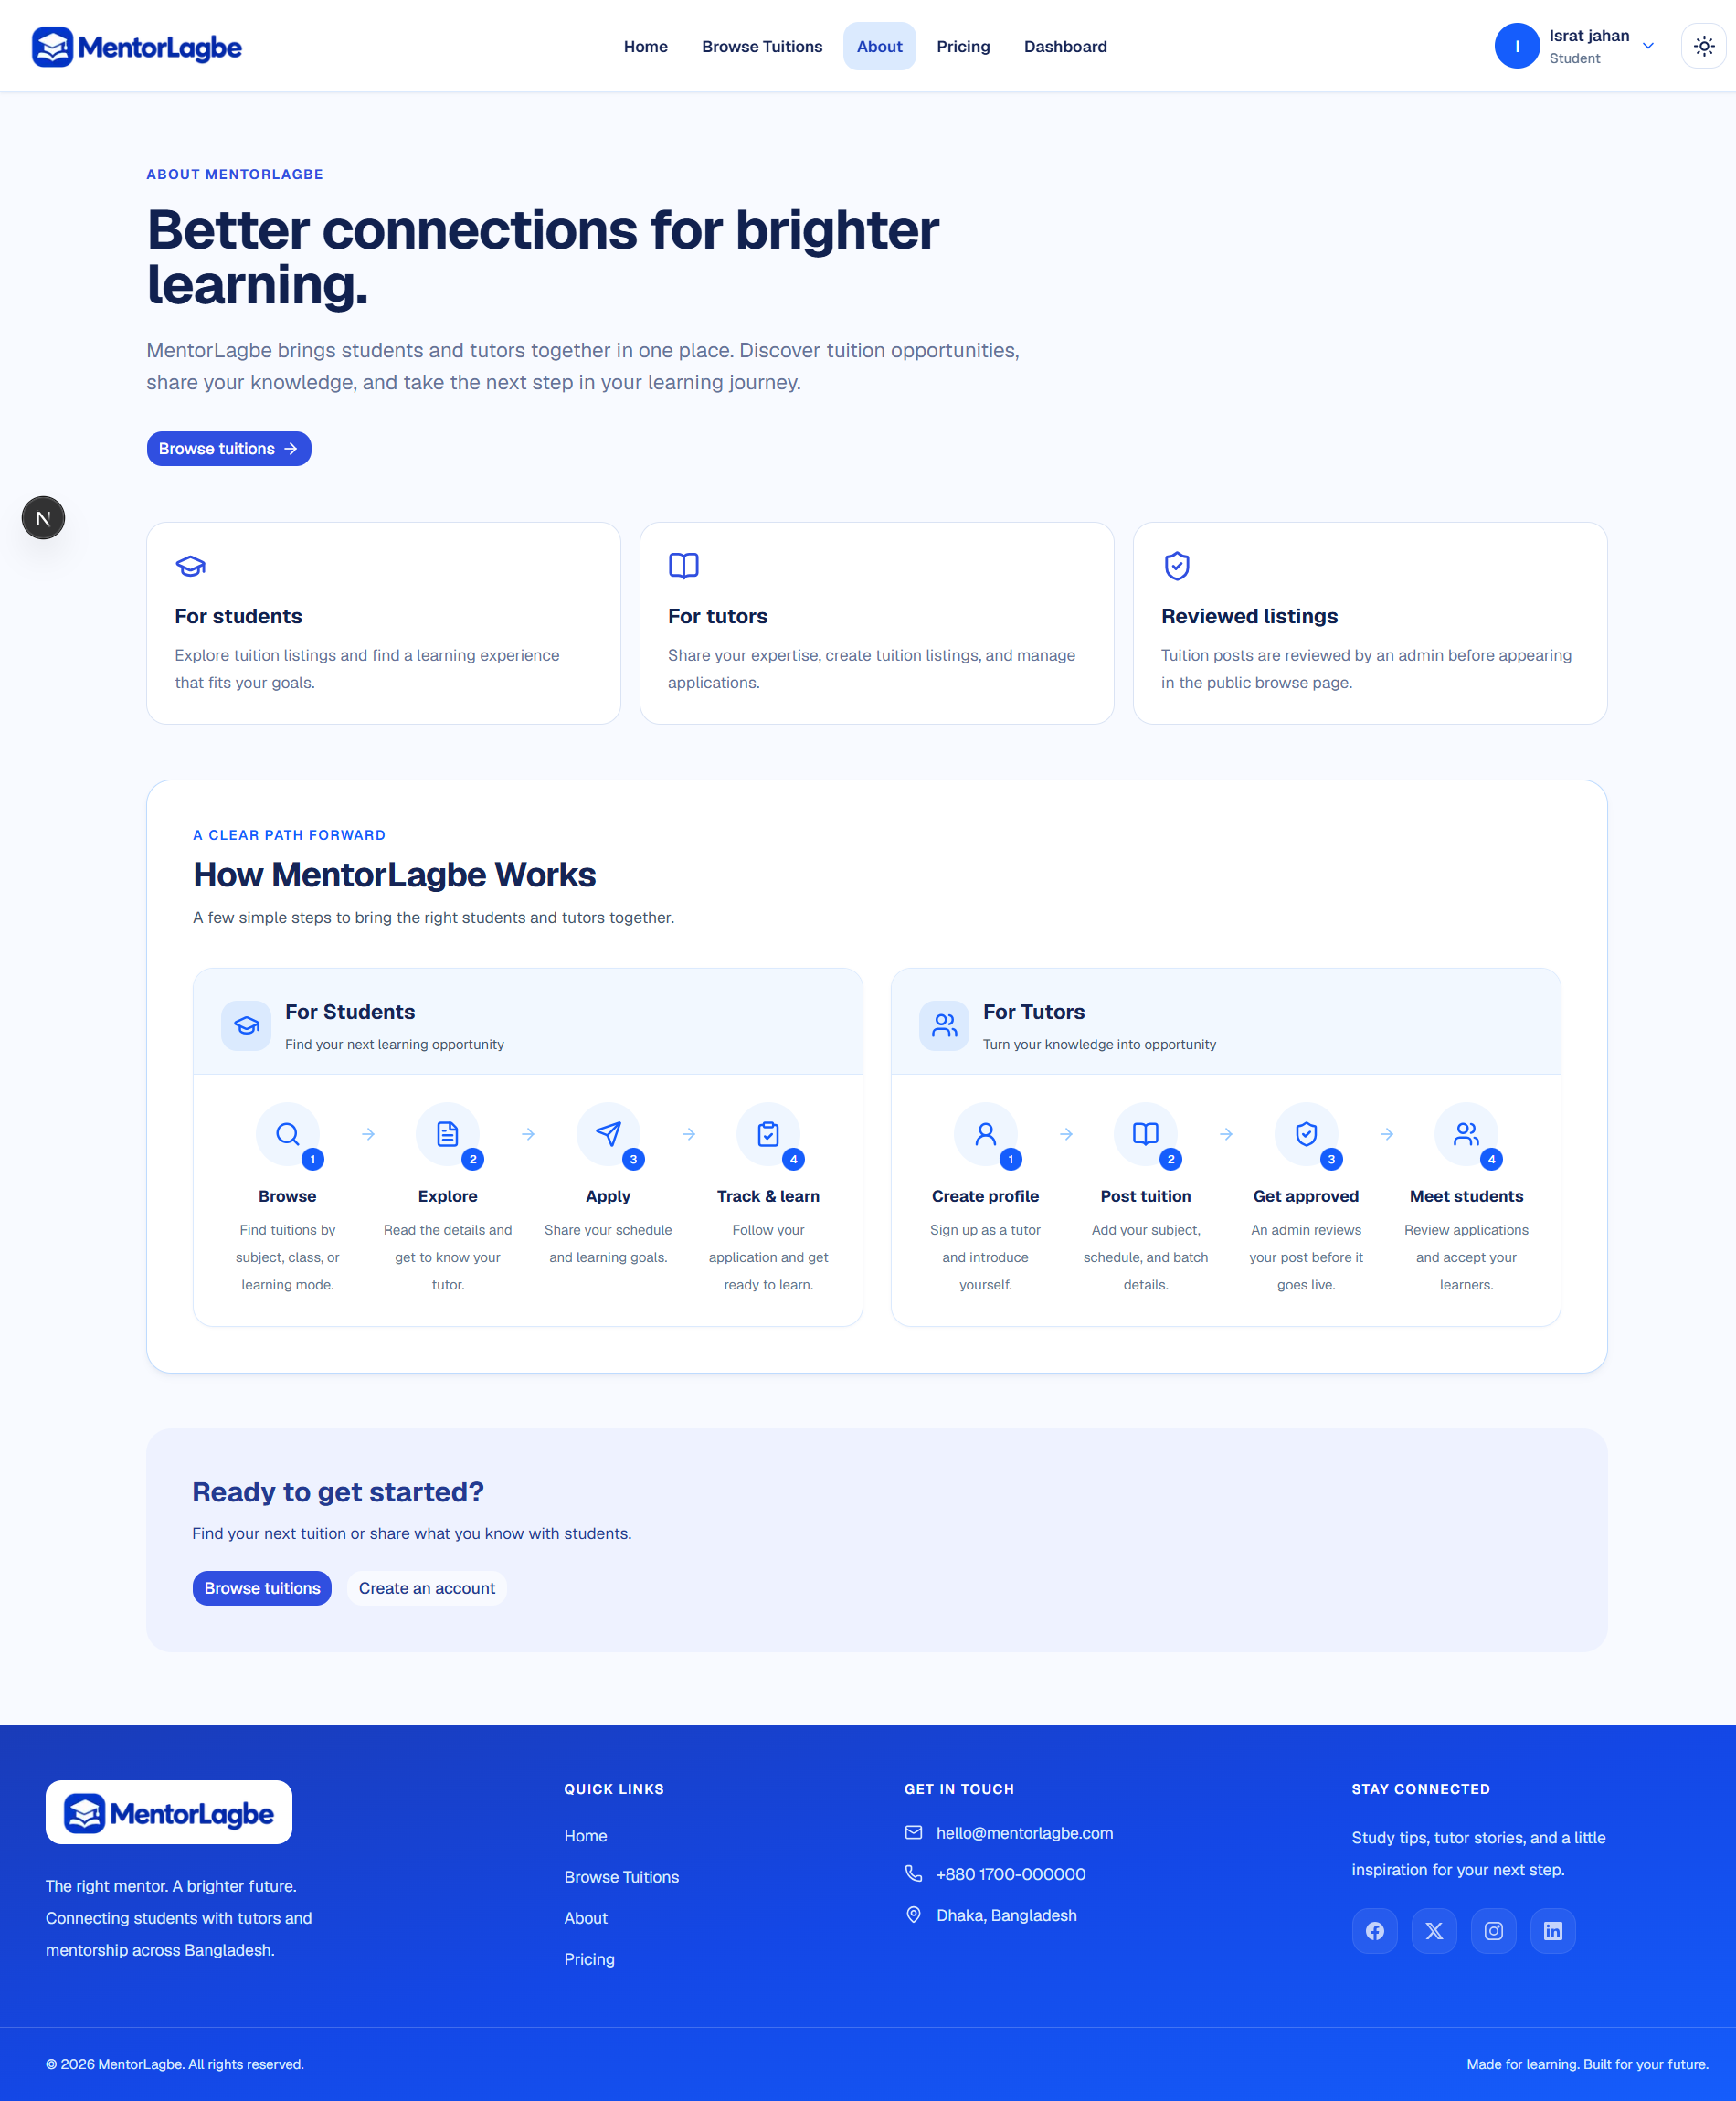 MentorLagbe
Home
Browse Tuitions
About
Pricing
Dashboard
I
Israt jahan
Student
ABOUT MENTORLAGBE
Better connections for brighter
learning.
MentorLagbe brings students and tutors together in one place. Discover tuition opportunities,
share your knowledge, and take the next step in your learning journey.
Browse tuitions
N
For students
Explore tuition listings and find a learning experience
that fits your goals.
For tutors
Share your expertise, create tuition listings, and manage
applications.
Reviewed listings
Tuition posts are reviewed by an admin before appearing
in the public browse page.
A CLEAR PATH FORWARD
How MentorLagbe Works
A few simple steps to bring the right students and tutors together.
For Students
Find your next learning opportunity
1
Browse
Find tuitions by
subject, class, or
learning mode.
2
Explore
Read the details and
get to know your
tutor.
3
Apply
Share your schedule
and learning goals.
4
Track & learn
Follow your
application and get
ready to learn.
For Tutors
Turn your knowledge into opportunity
1
Create profile
Sign up as a tutor
and introduce
yourself.
2
Post tuition
Add your subject,
schedule, and batch
details.
3
Get approved
An admin reviews
your post before it
goes live.
4
Meet students
Review applications
and accept your
learners.
Ready to get started?
Find your next tuition or share what you know with students.
Browse tuitions
Create an account
MentorLagbe
The right mentor. A brighter future.
Connecting students with tutors and
mentorship across Bangladesh.
QUICK LINKS
Home
Browse Tuitions
About
Pricing
GET IN TOUCH
hello@mentorlagbe.com
+880 1700-000000
Dhaka, Bangladesh
STAY CONNECTED
Study tips, tutor stories, and a little
inspiration for your next step.
© 2026 MentorLagbe. All rights reserved.
Made for learning. Built for your future.